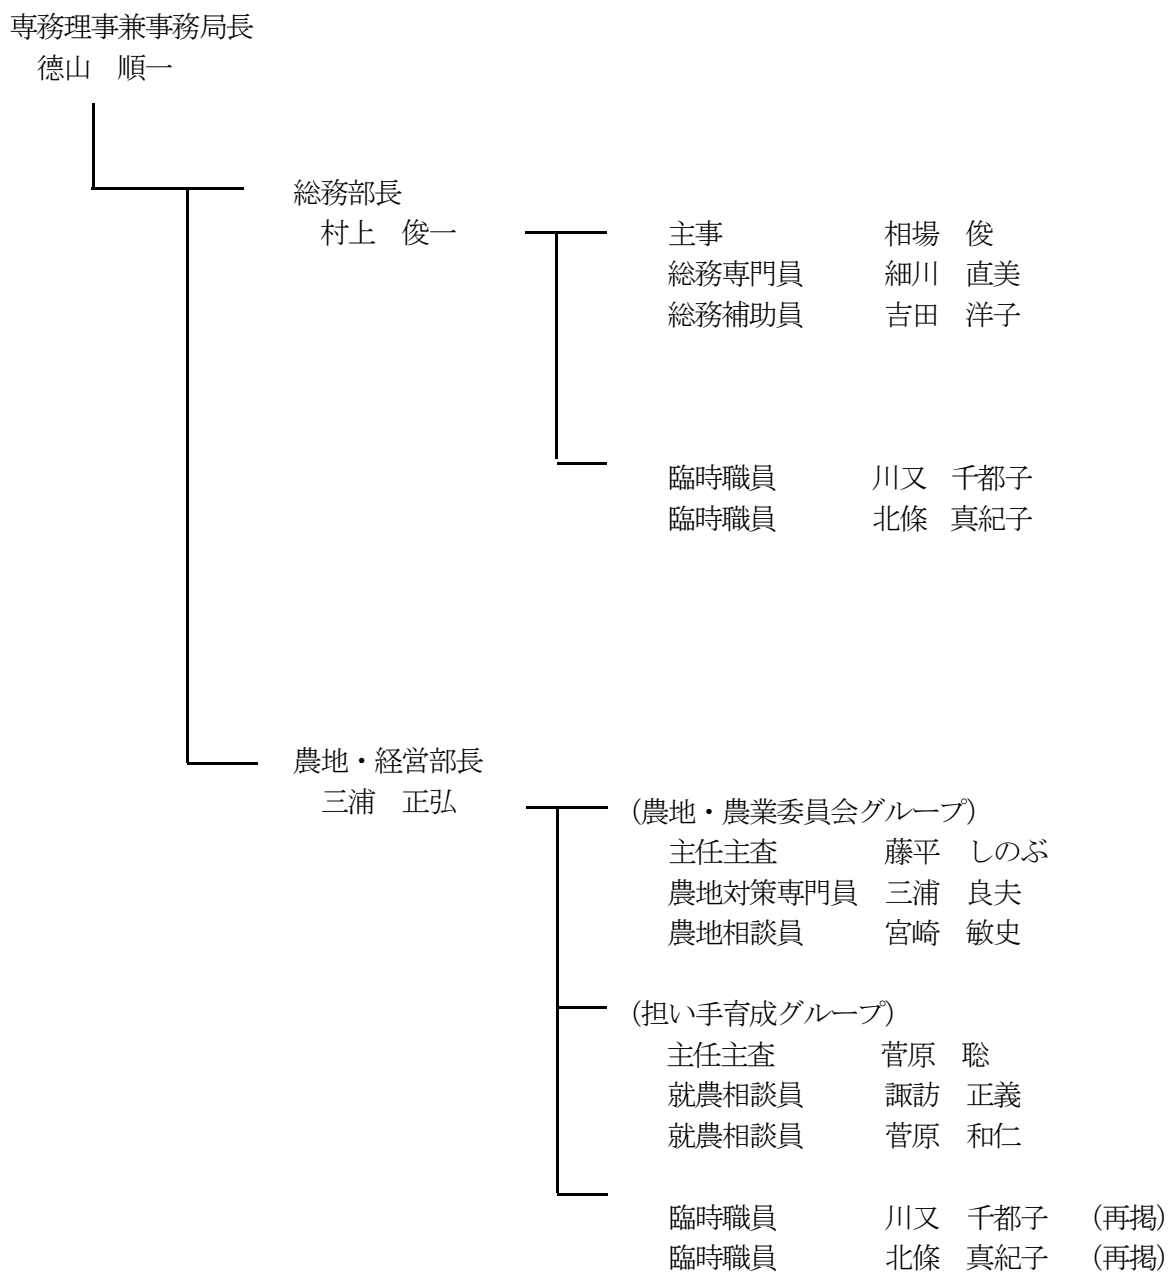 専務理事兼事務局長
德山　順一
総務部長
村上　俊一
主事　相場　俊
総務専門員　細川　直美
総務補助員　吉田　洋子
臨時職員　川又　千都子
臨時職員　北條　真紀子
農地・経営部長
三浦　正弘
（農地・農業委員会グループ）
主任主査　藤平　しのぶ
農地対策専門員　三浦　良夫
農地相談員　宮崎　敏史
（担い手育成グループ）
主任主査　菅原　聡
就農相談員　諏訪　正義
就農相談員　菅原　和仁
臨時職員　川又　千都子　（再掲）
臨時職員　北條　真紀子　（再掲）